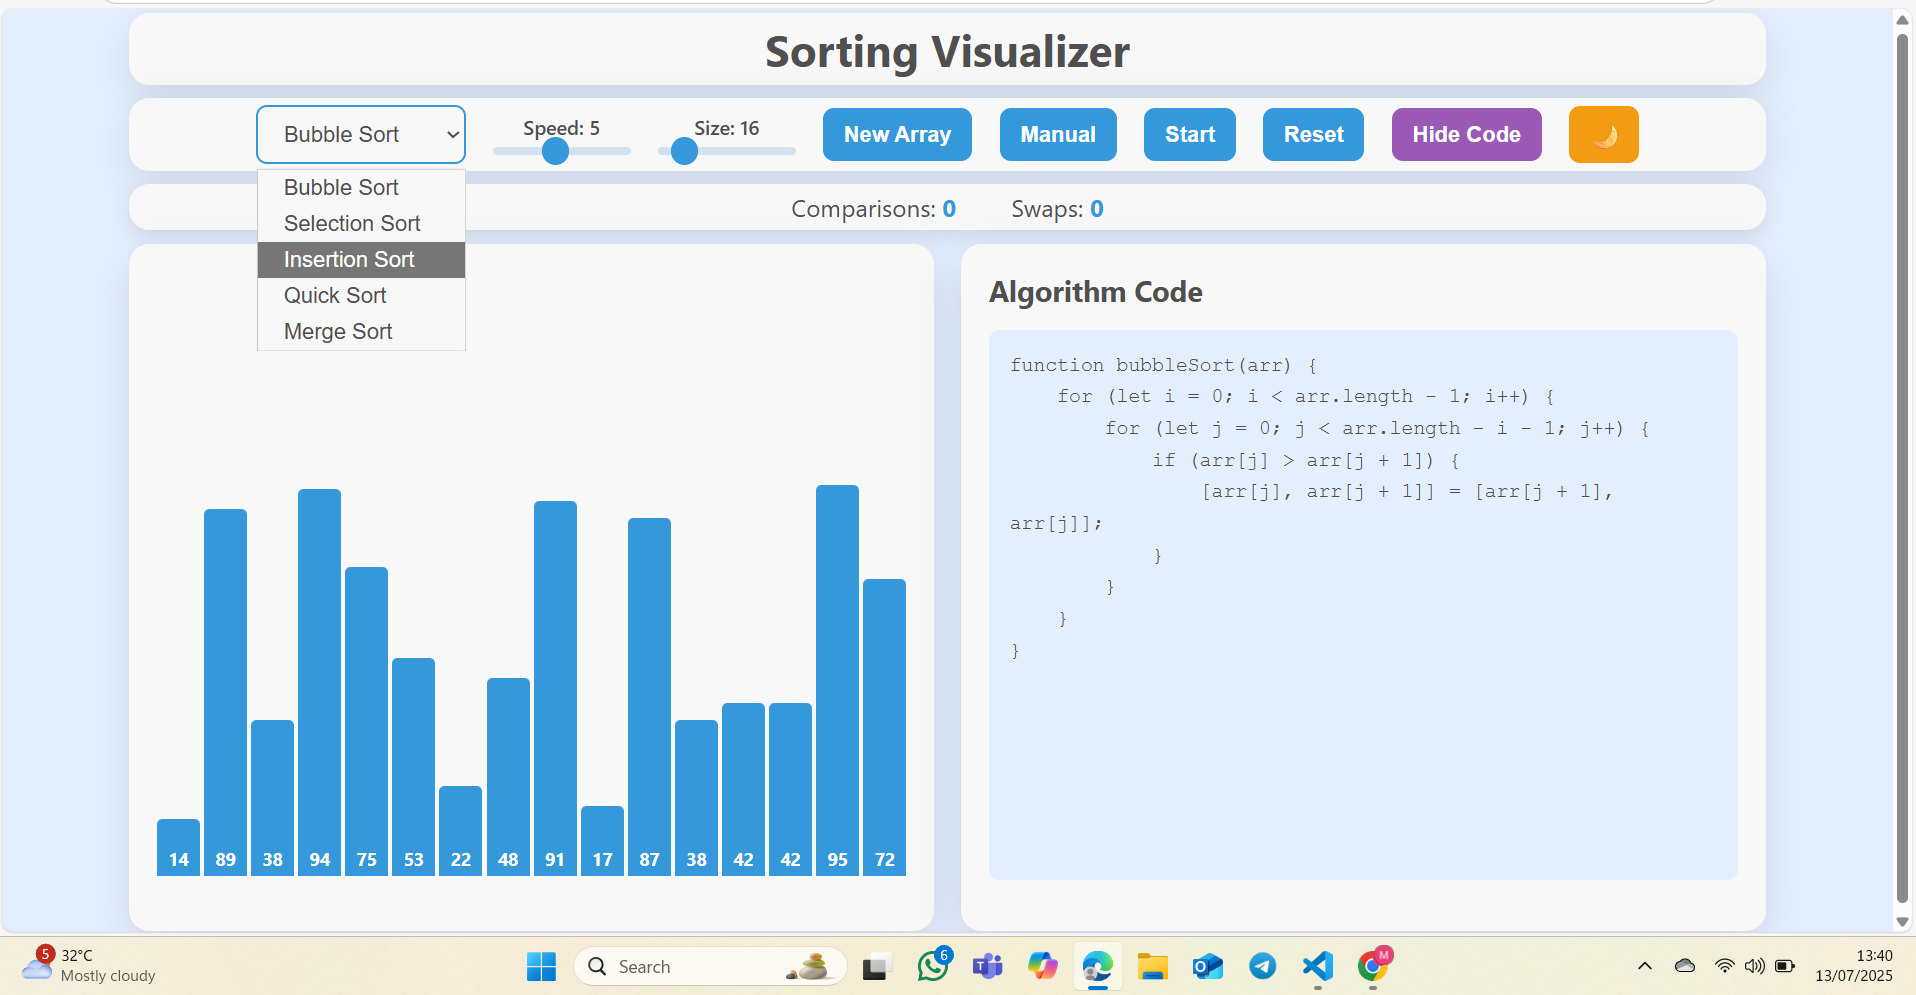 Sorting Visualizer
Bubble Sort
Speed: 5
Size: 16
New Array
Manual
Start
Reset
Hide Code
Bubble Sort
Selection Sort
Insertion Sort
Quick Sort
Merge Sort
Comparisons: 0 Swaps: 0
14 89 38 94 75 53 22 48 91 17 87 38 42 42 95 72
Algorithm Code
function bubbleSort(arr) {
    for (let i = 0; i < arr.length - 1; i++) {
        for (let j = 0; j < arr.length - i - 1; j++) {
            if (arr[j] > arr[j + 1]) {
                [arr[j], arr[j + 1]] = [arr[j + 1],
arr[j]];
            }
        }
    }
}
5
32°C
Mostly cloudy
Search
6
T
O
M
13:40
13/07/2025